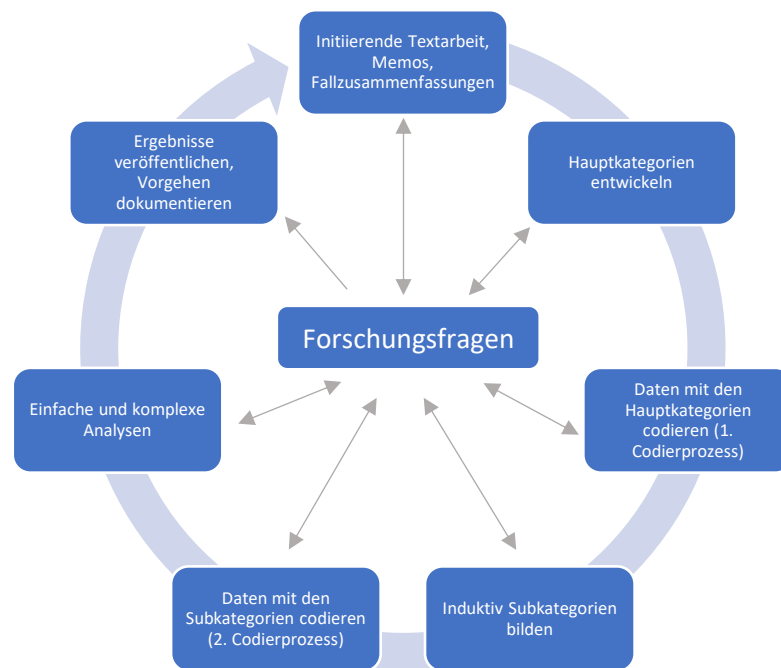 Initiierende Textarbeit,
Memos,
Fallzusammenfassungen
Hauptkategorien
entwickeln
Daten mit den
Hauptkategorien
codieren (1.
Codierprozess)
Induktiv Subkategorien
bilden
Daten mit den
Subkategorien codieren
(2. Codierprozess)
Einfache und komplexe
Analysen
Ergebnisse
veröffentlichen,
Vorgehen
dokumentieren
Forschungsfragen